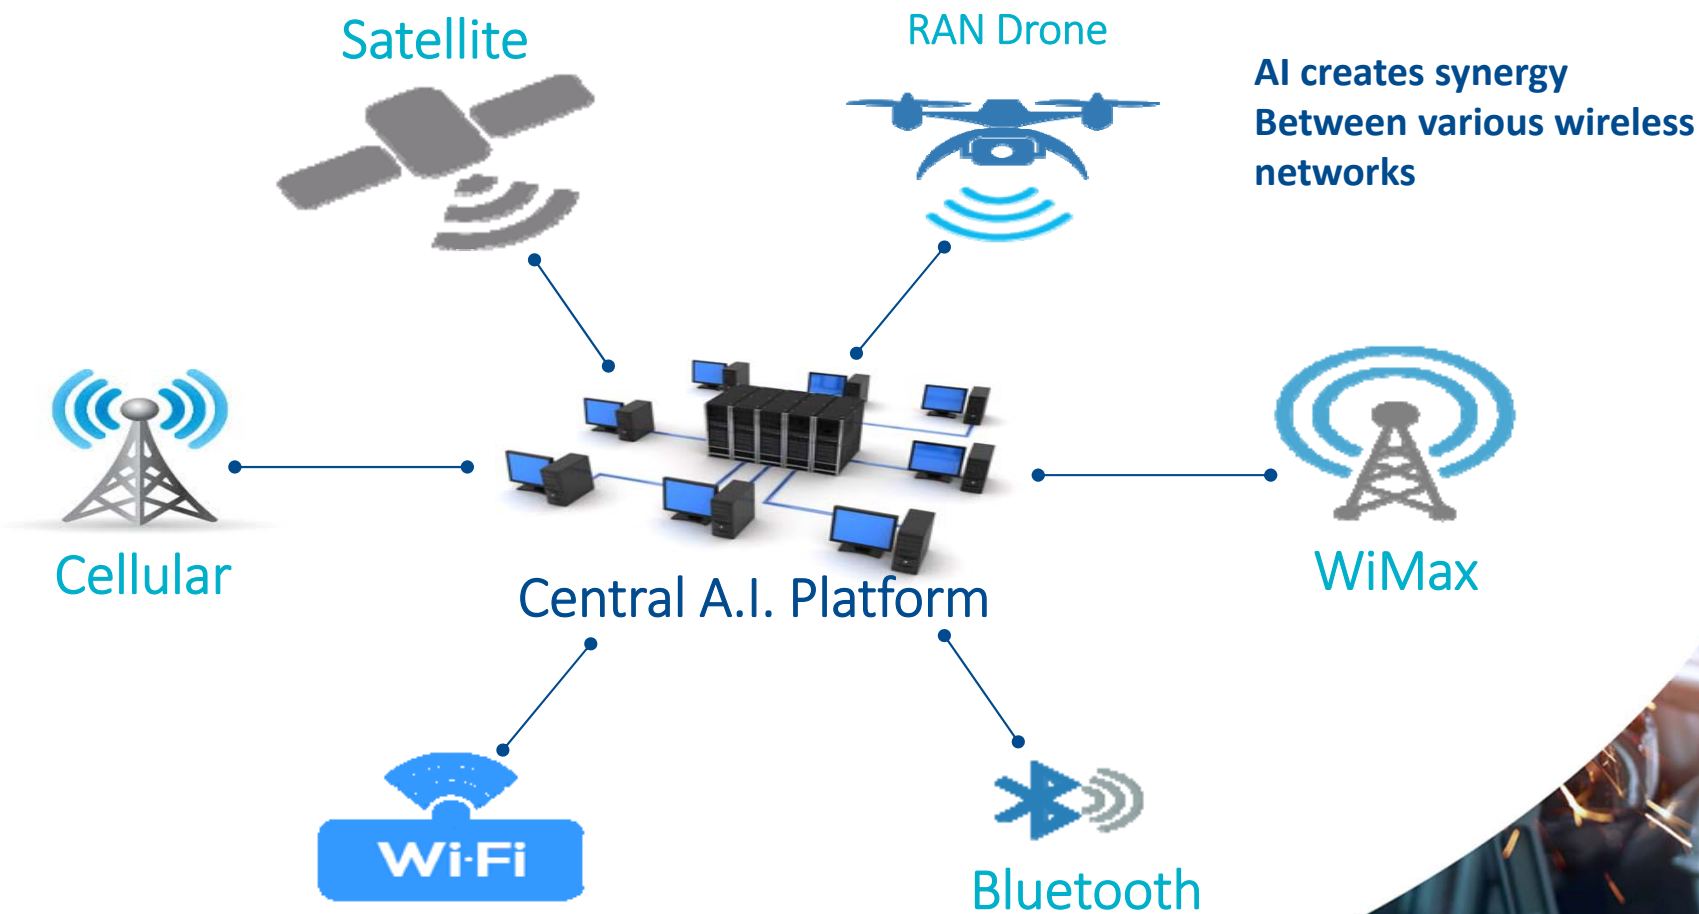 Satellite
RAN Drone
AI creates synergy
Between various wireless
networks
Cellular
WiMax
Central A.I. Platform
Wi-Fi
Bluetooth